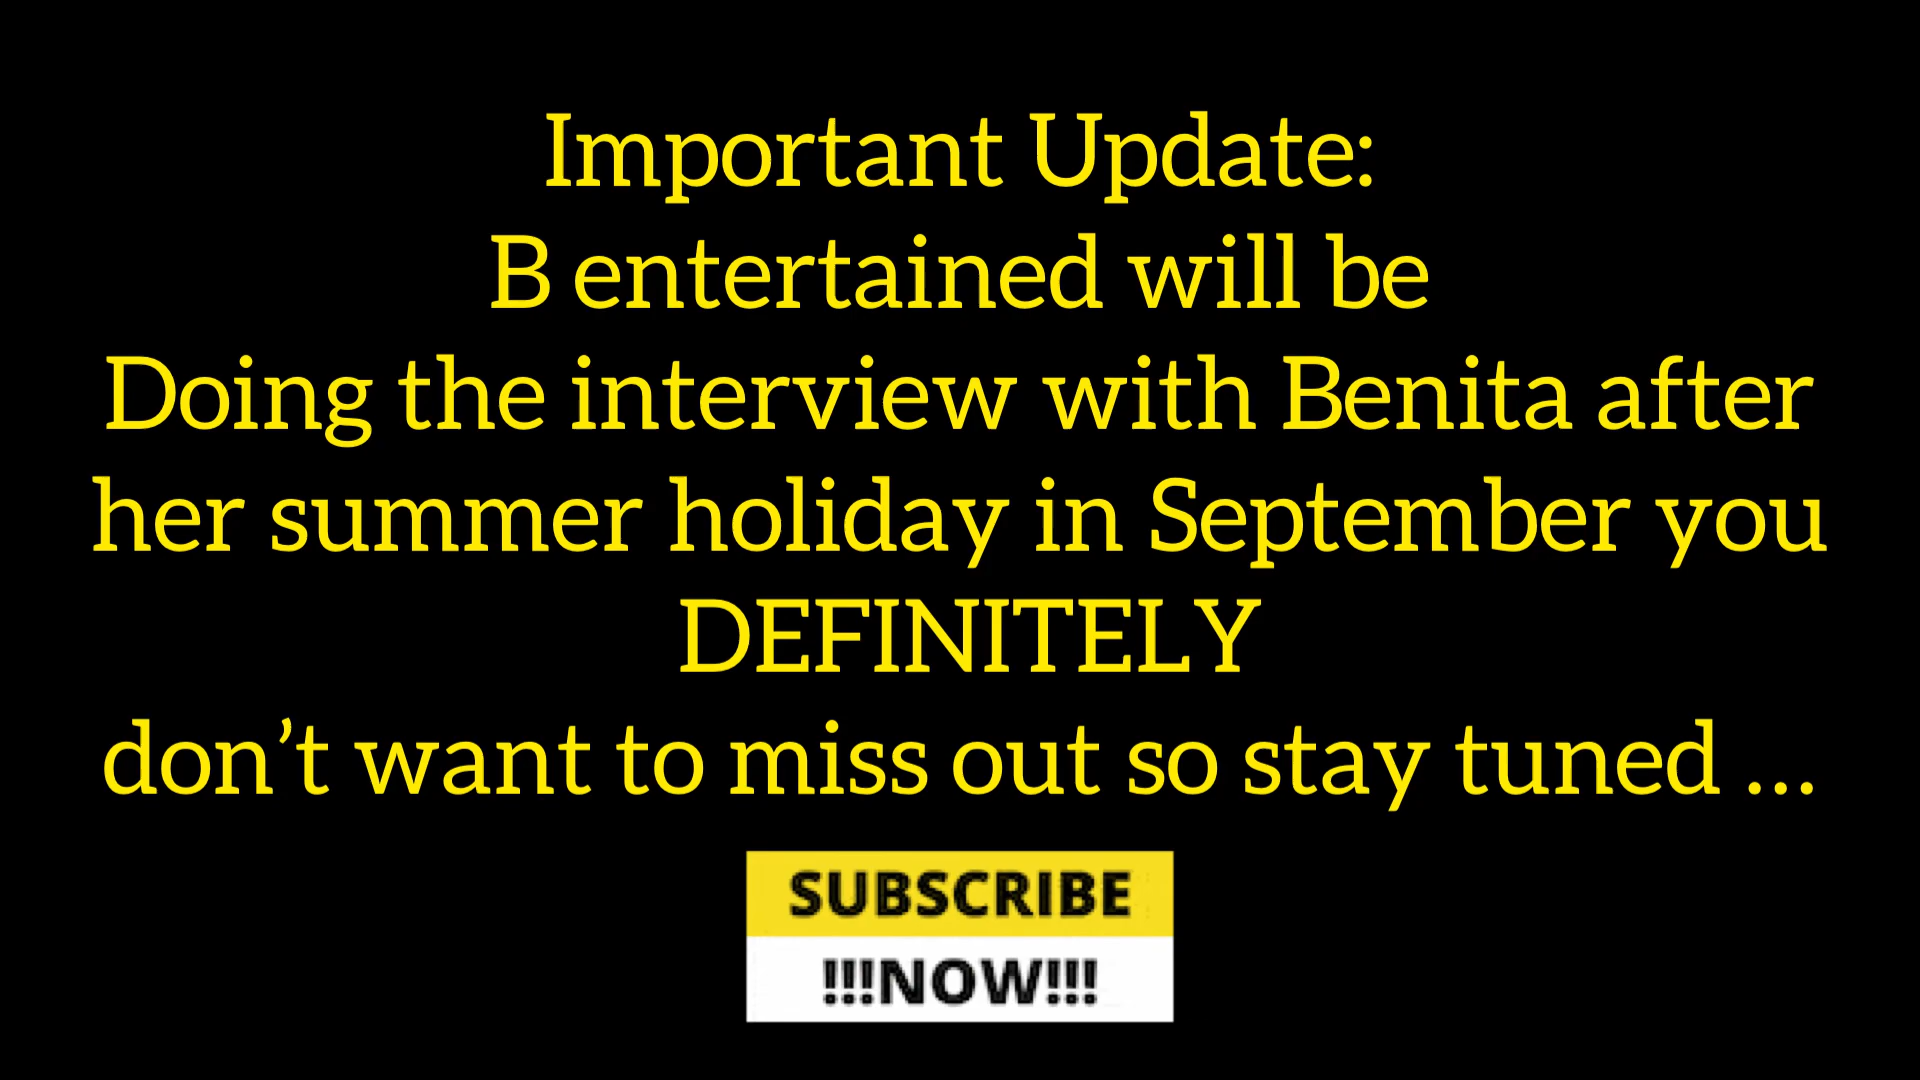 Important Update:
B entertained will be
Doing the interview with Benita after
her summer holiday in September you
DEFINITELY
don’t want to miss out so stay tuned ...
SUBSCRIBE
!!!NOW!!!